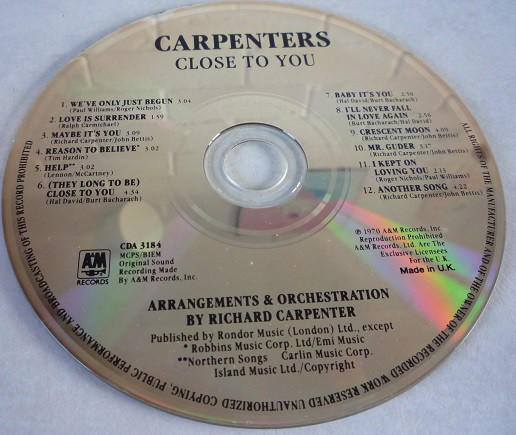 CARPENTERS
CLOSE TO YOU
1. WE'VE ONLY JUST BEGUN 3.04
(Paul Williams/Roger Nichols)
2. LOVE IS SURRENDER 1.59
(Ralph Carmichael)
3. MAYBE IT'S YOU 3.09
(Richard Carpenter/John Bettis)
4. REASON TO BELIEVE* 3.02
(Tim Hardin)
5. HELP** 3.02
(Lennon/McCartney)
6. (THEY LONG TO BE)
CLOSE TO YOU 4.34
(Hal David/Burt Bacharach)
7. BABY IT'S YOU 2.50
(Hal David/Burt Bacharach)
8. I'LL NEVER FALL
IN LOVE AGAIN 2.56
(Burt Bacharach/Hal David)
9. CRESCENT MOON 4.09
(Richard Carpenter/John Bettis)
10. MR. GUDER 3.17
(Richard Carpenter/John Bettis)
11. I KEPT ON
LOVING YOU 2.13
(Roger Nichols/Paul Williams)
12. ANOTHER SONG 4.22
(Richard Carpenter/John Bettis)
A&M
RECORDS
CDA 3184
MCPS/BIEM
Original Sound
Recording Made
By A&M Records, Inc.
℗ 1970 A&M Records, Inc
Reproduction Prohibited
A&M Records, Ltd. Are The
Exclusive Licensees
For the U.K.
Made in U.K.
ARRANGEMENTS & ORCHESTRATION
BY RICHARD CARPENTER
Published by Rondor Music (London) Ltd., except
* Robbins Music Corp. Ltd/Emi Music
**Northern Songs Carlin Music Corp.
Island Music Ltd./Copyright
ALL RIGHTS OF THE MANUFACTURER AND OF THE OWNER OF THE RECORDED WORK RESERVED UNAUTHORIZED COPYING, PUBLIC PERFORMANCE AND BROADCASTING OF THIS RECORD PROHIBITED